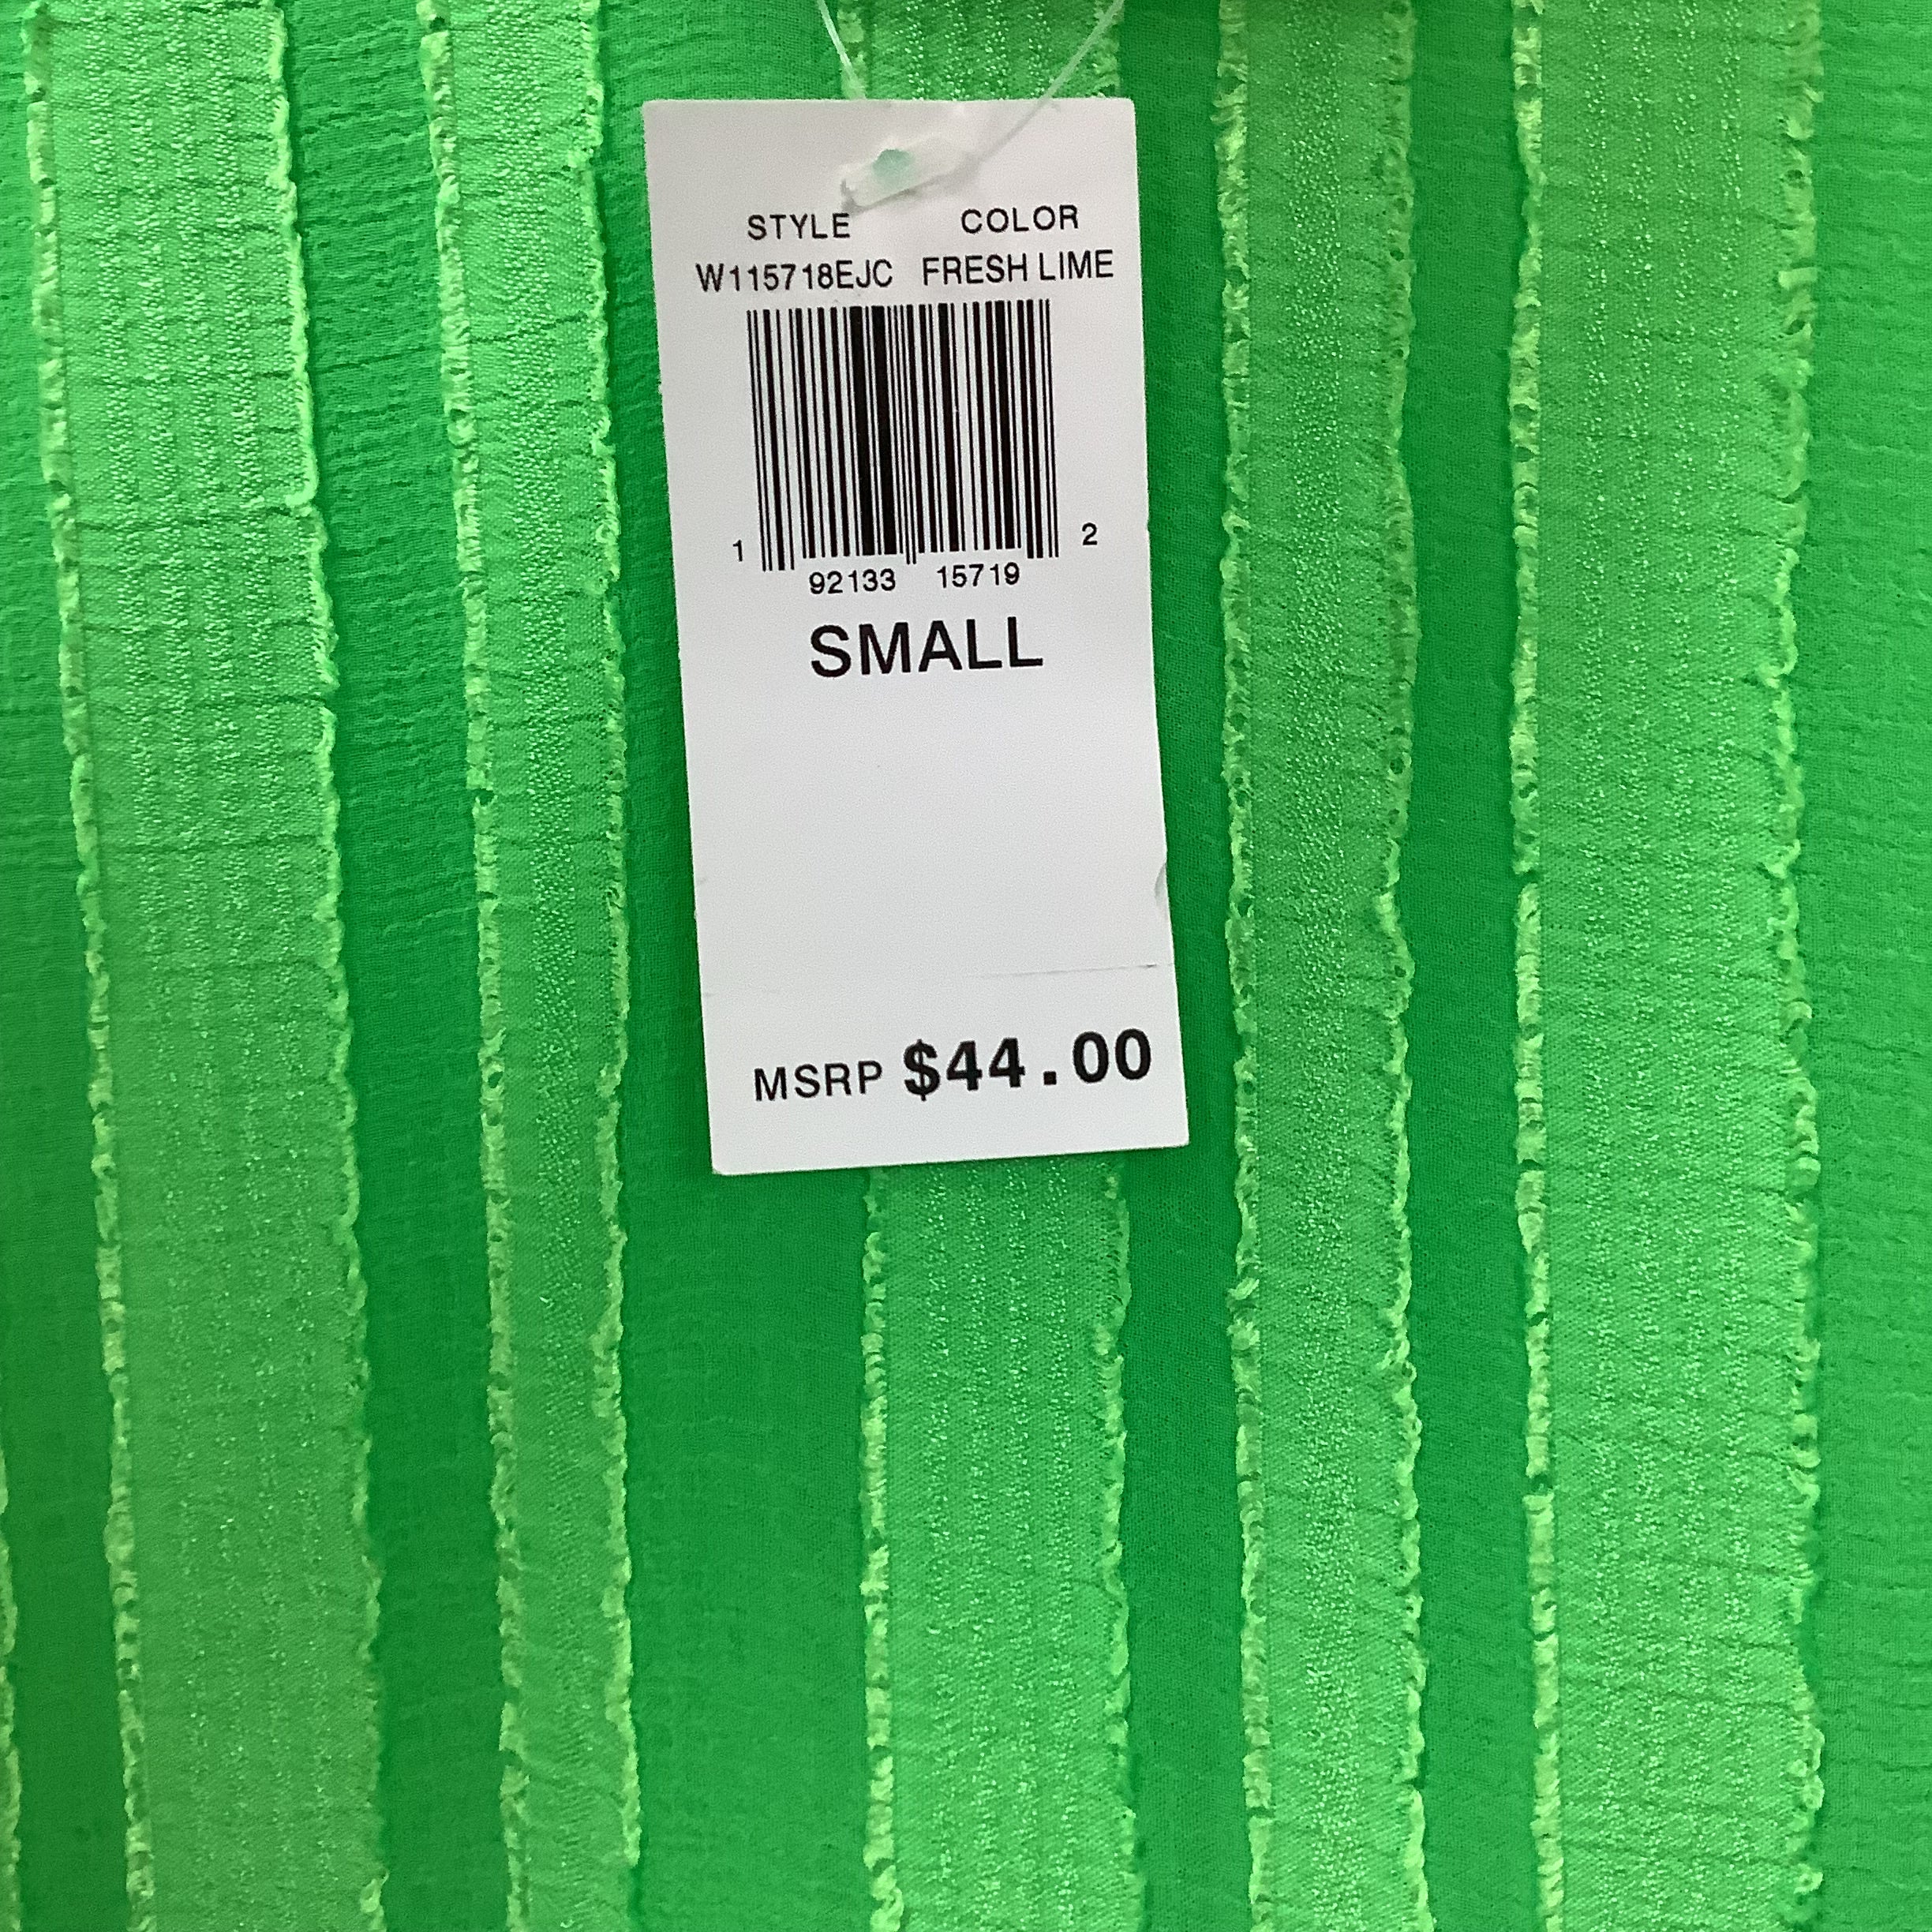 STYLE COLOR
W115718EJC FRESH LIME
1 92133 15719 2
SMALL
MSRP $44.00